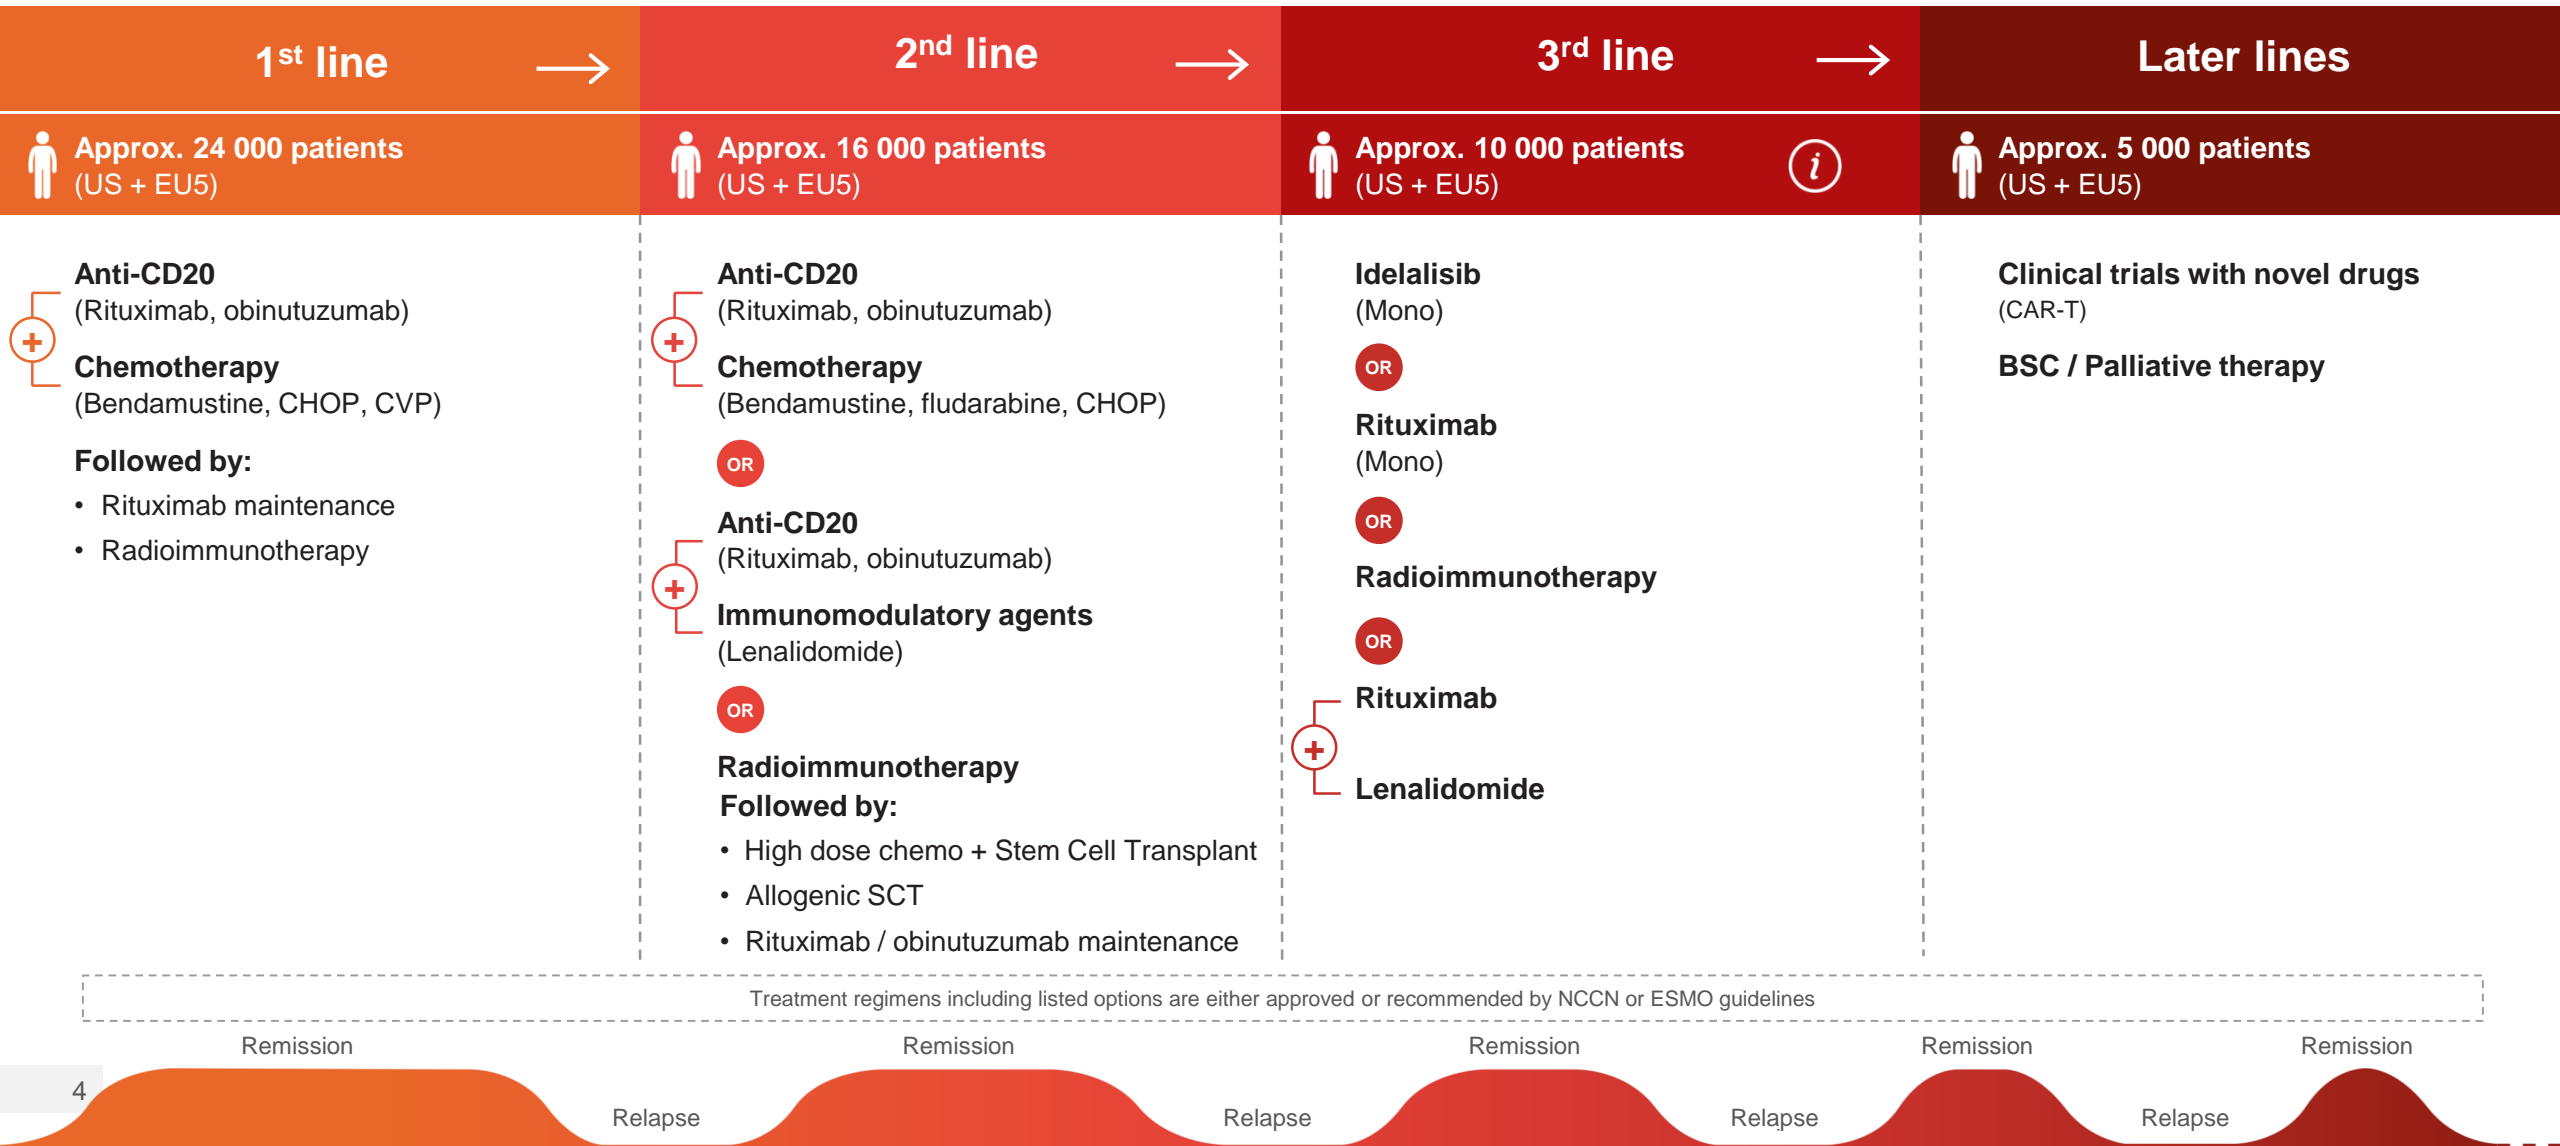 1st line
Approx. 24 000 patients
(US + EU5)
Anti-CD20
(Rituximab, obinutuzumab)
+
Chemotherapy
(Bendamustine, CHOP, CVP)
Followed by:
• Rituximab maintenance
• Radioimmunotherapy
2nd line
Approx. 16 000 patients
(US + EU5)
Anti-CD20
(Rituximab, obinutuzumab)
+
Chemotherapy
(Bendamustine, fludarabine, CHOP)
OR
Anti-CD20
(Rituximab, obinutuzumab)
+
Immunomodulatory agents
(Lenalidomide)
OR
Radioimmunotherapy
Followed by:
• High dose chemo + Stem Cell Transplant
• Allogenic SCT
• Rituximab / obinutuzumab maintenance
3rd line
Approx. 10 000 patients
(US + EU5)
i
Idelalisib
(Mono)
OR
Rituximab
(Mono)
OR
Radioimmunotherapy
OR
Rituximab
+
Lenalidomide
Later lines
Approx. 5 000 patients
(US + EU5)
Clinical trials with novel drugs
(CAR-T)
BSC / Palliative therapy
Treatment regimens including listed options are either approved or recommended by NCCN or ESMO guidelines
Remission
Remission
Remission
Remission
Remission
4
Relapse
Relapse
Relapse
Relapse